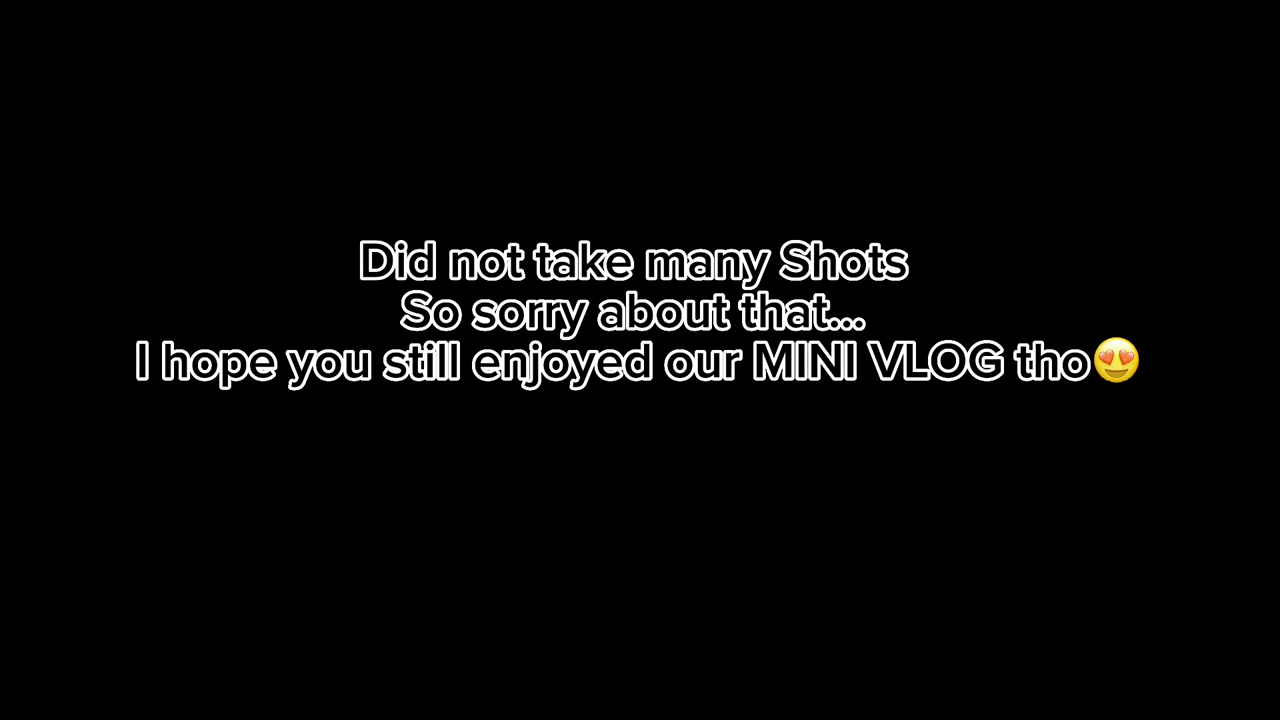 Did not take many Shots
So sorry about that...
I hope you still enjoyed our MINI VLOG tho😍